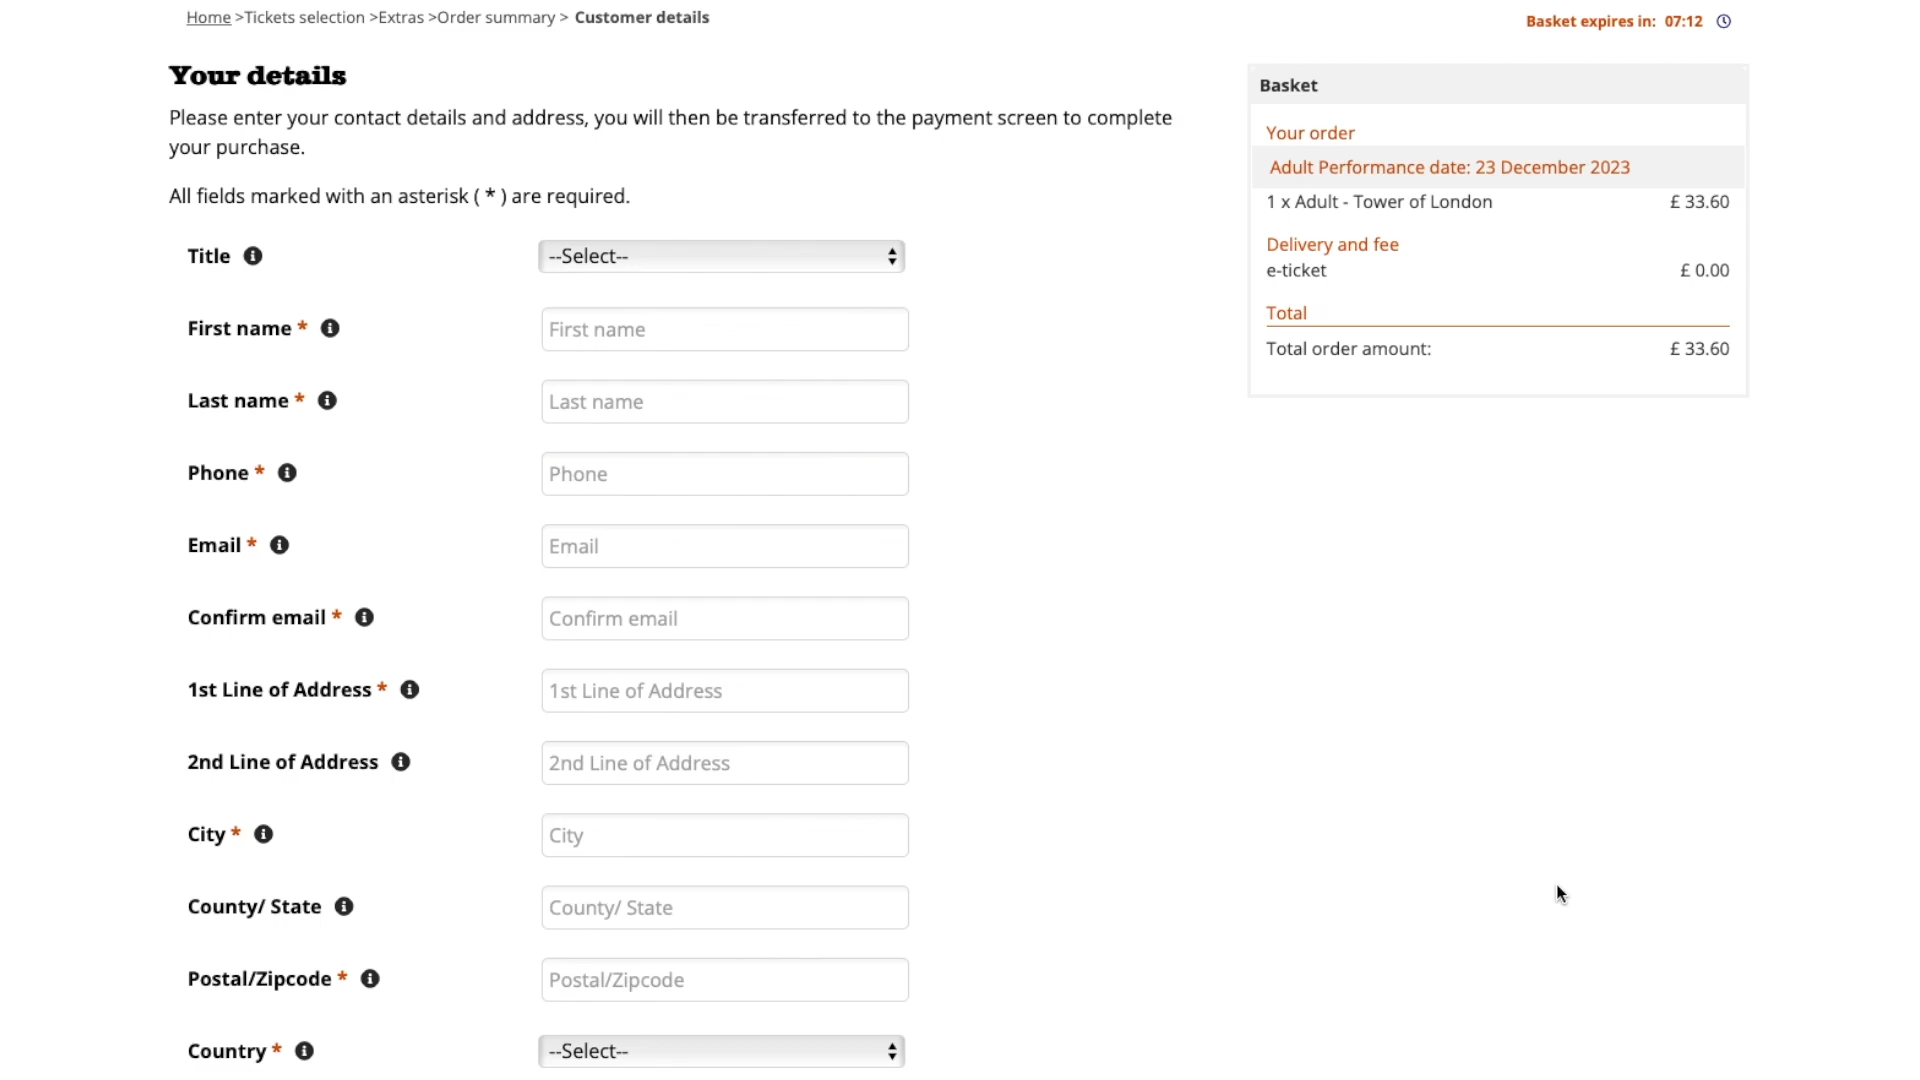 Home >Tickets selection >Extras >Order summary > Customer details
Basket expires in: 07:12
Your details
Please enter your contact details and address, you will then be transferred to the payment screen to complete
your purchase.
All fields marked with an asterisk ( * ) are required.
Title --Select--
First name * First name
Last name * Last name
Phone * Phone
Email * Email
Confirm email * Confirm email
1st Line of Address * 1st Line of Address
2nd Line of Address 2nd Line of Address
City * City
County/ State County/ State
Postal/Zipcode * Postal/Zipcode
Country * --Select--
Basket
Your order
Adult Performance date: 23 December 2023
1 x Adult - Tower of London £ 33.60
Delivery and fee
e-ticket £ 0.00
Total
Total order amount: £ 33.60